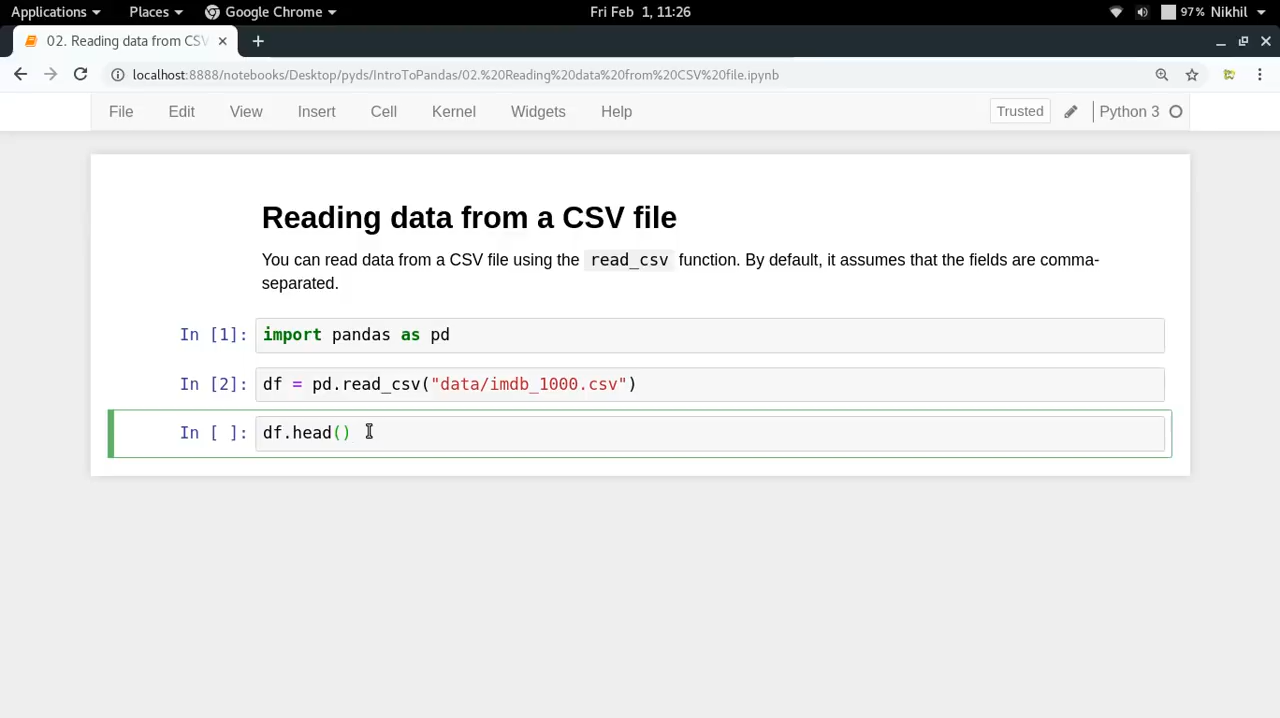 Applications Places Google Chrome Fri Feb 1, 11:26 97% Nikhil
02. Reading data from CSV
localhost:8888/notebooks/Desktop/pyds/IntroToPandas/02.%20Reading%20data%20from%20CSV%20file.ipynb
File Edit View Insert Cell Kernel Widgets Help Trusted Python 3
Reading data from a CSV file
You can read data from a CSV file using the read_csv function. By default, it assumes that the fields are comma-
separated.
In [1]: import pandas as pd
In [2]: df = pd.read_csv("data/imdb_1000.csv")
In [ ]: df.head()